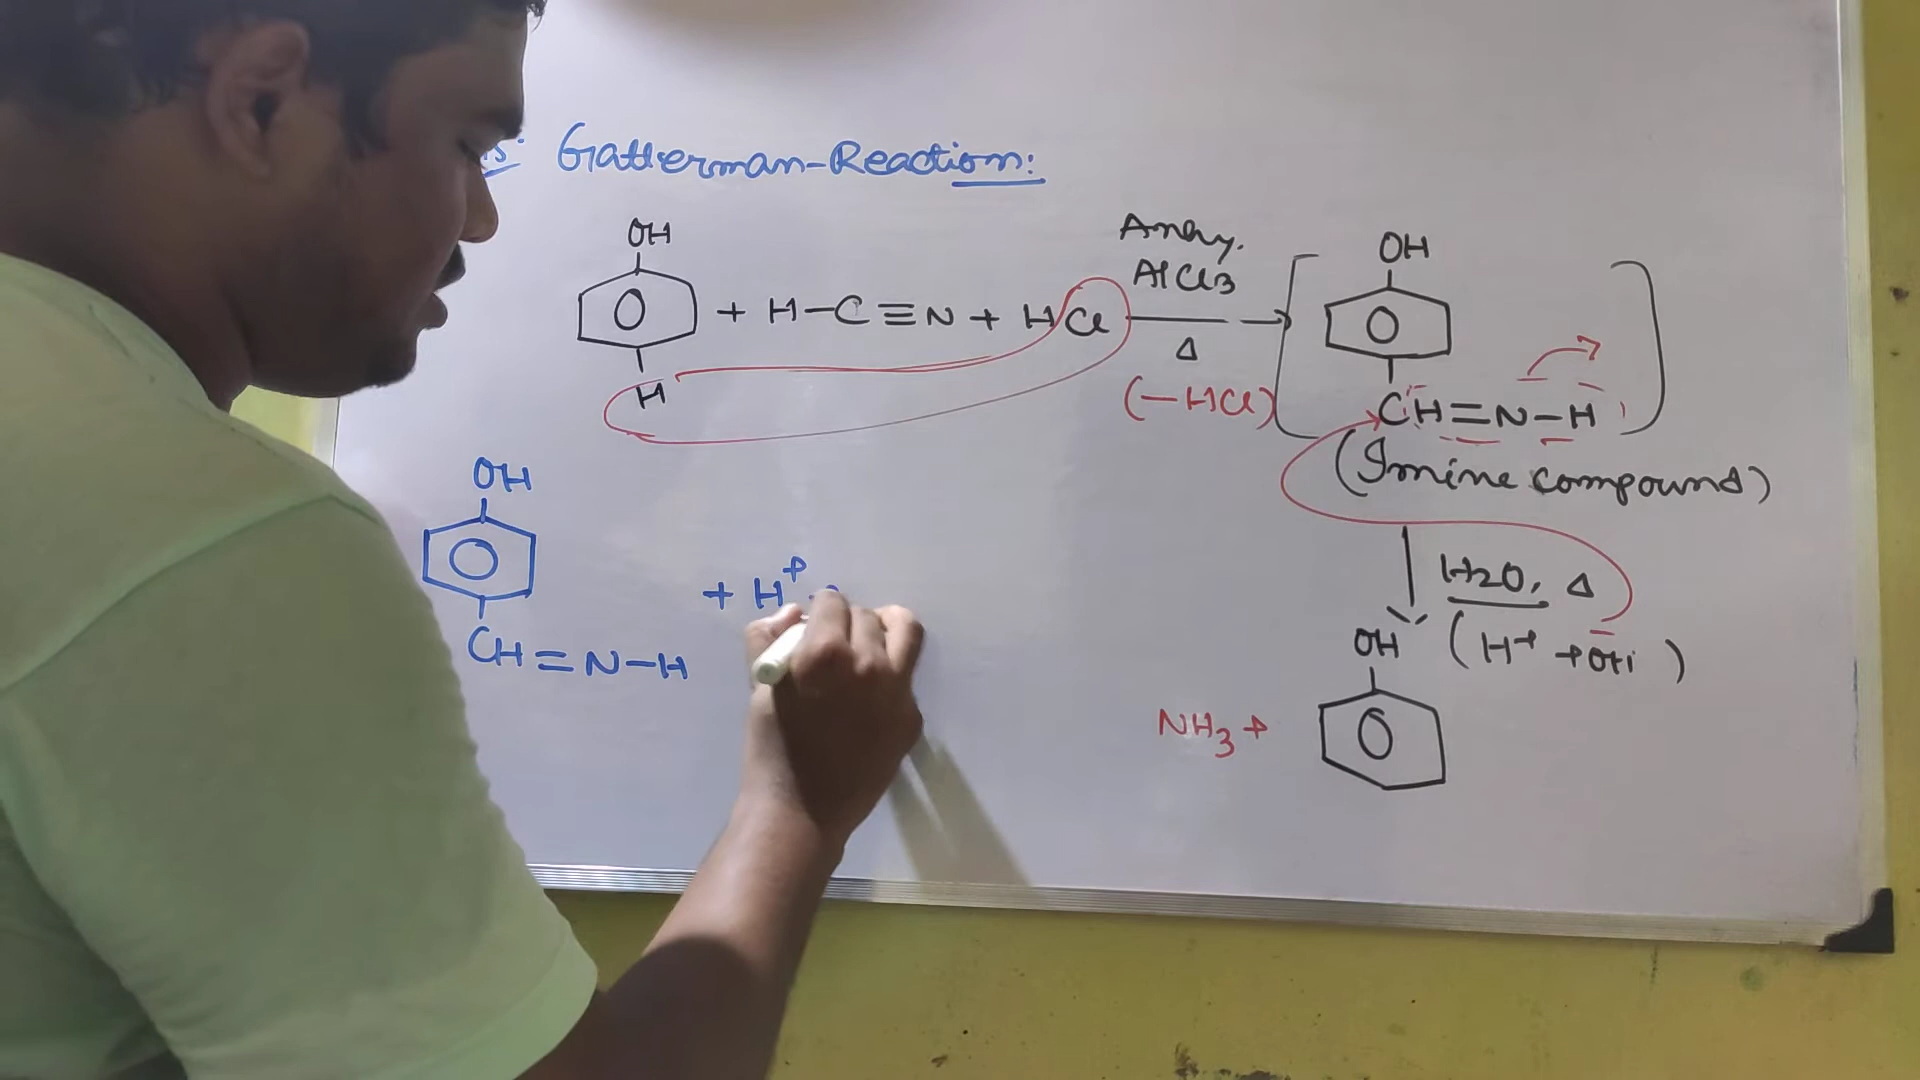 Gatterman-Reaction:
OH
+ H-C≡N + HCl
H
Anhy.
AlCl3
Δ
(-HCl)
OH
CH=N-H
(Imine compound)
H2O, Δ
(H+ + OH-)
NH3 +
OH
OH
CH=N-H
+ H+